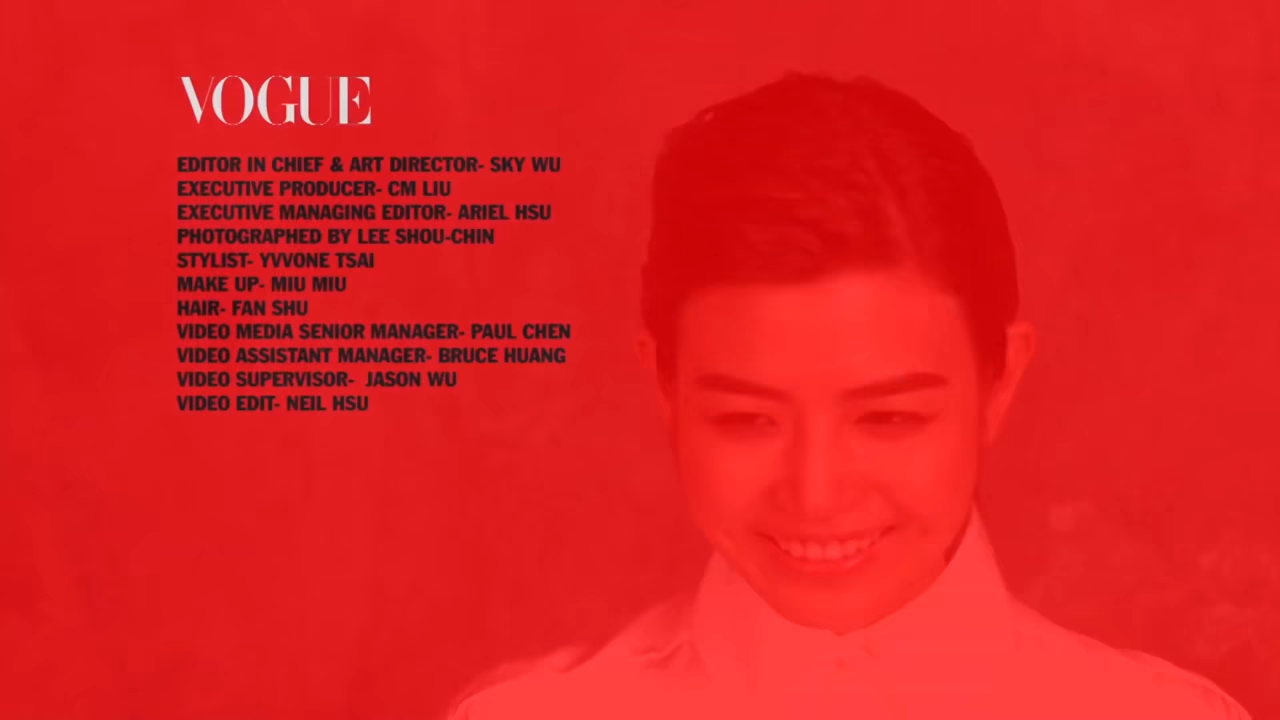 VOGUE
EDITOR IN CHIEF & ART DIRECTOR- SKY WU
EXECUTIVE PRODUCER- CM LIU
EXECUTIVE MANAGING EDITOR- ARIEL HSU
PHOTOGRAPHED BY LEE SHOU-CHIN
STYLIST- YVVONE TSAI
MAKE UP- MIU MIU
HAIR- FAN SHU
VIDEO MEDIA SENIOR MANAGER- PAUL CHEN
VIDEO ASSISTANT MANAGER- BRUCE HUANG
VIDEO SUPERVISOR-  JASON WU
VIDEO EDIT- NEIL HSU